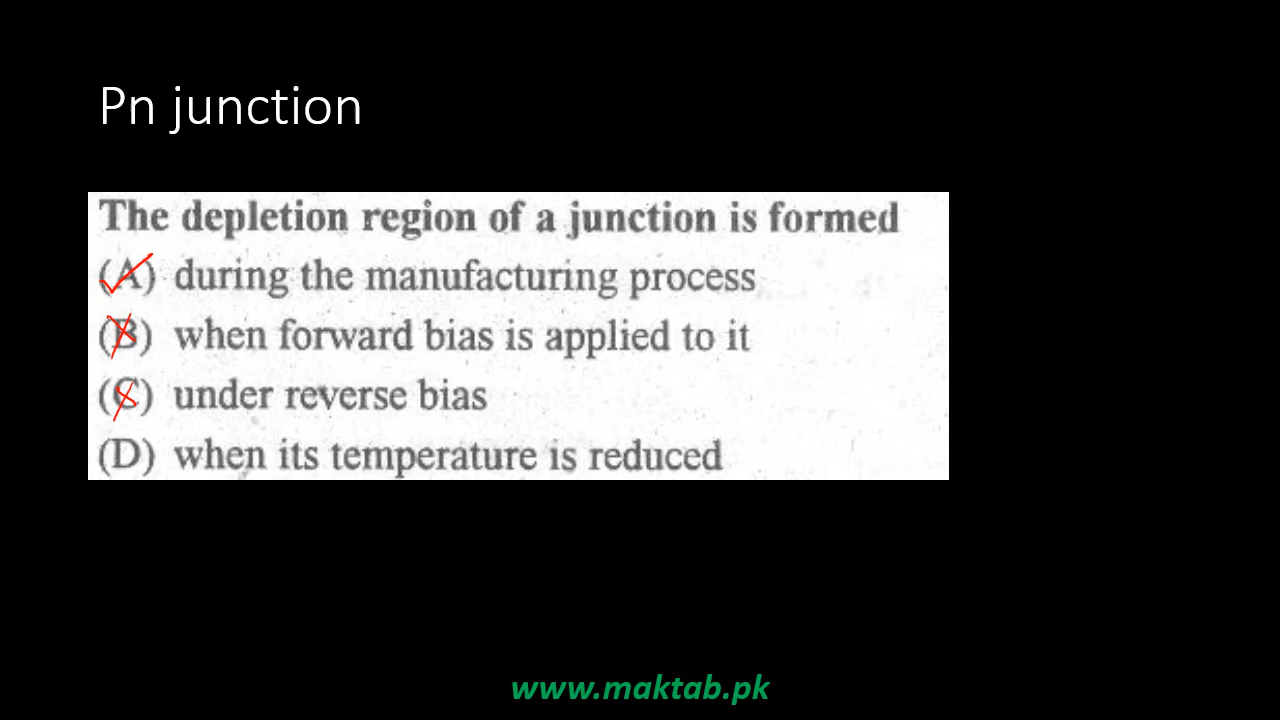 Pn junction
The depletion region of a junction is formed
(A) during the manufacturing process
(B) when forward bias is applied to it
(C) under reverse bias
(D) when its temperature is reduced
www.maktab.pk